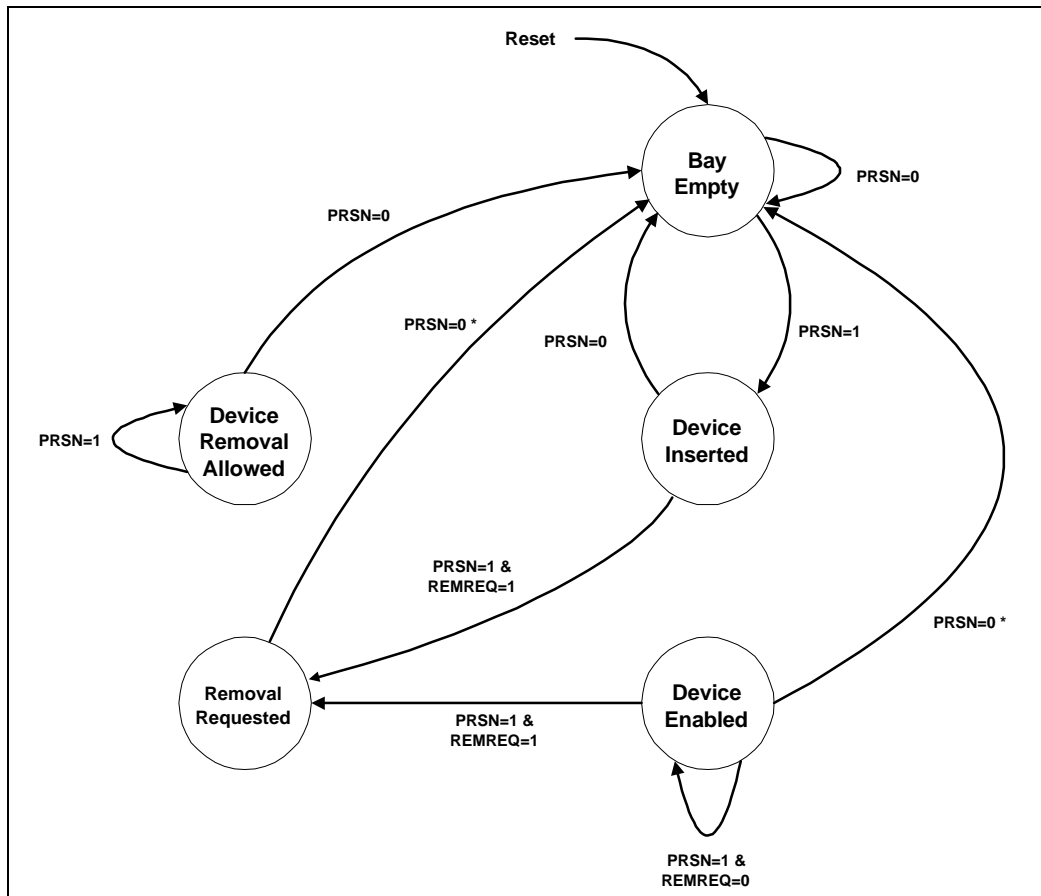 Reset
Bay
Empty
PRSN=0
PRSN=0
PRSN=0 *
PRSN=0
PRSN=1
Device
Removal
Allowed
PRSN=1
Device
Inserted
PRSN=1 &
REMREQ=1
PRSN=0 *
Removal
Requested
PRSN=1 &
REMREQ=1
Device
Enabled
PRSN=1 &
REMREQ=0